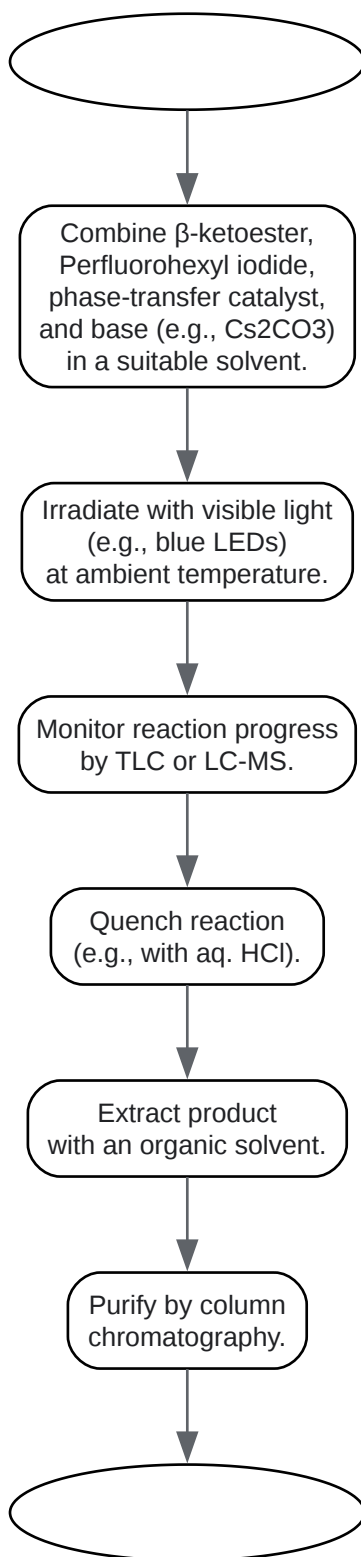 Combine β-ketoester,
Perfluorohexyl iodide,
phase-transfer catalyst,
and base (e.g., Cs2CO3)
in a suitable solvent.
Irradiate with visible light
(e.g., blue LEDs)
at ambient temperature.
Monitor reaction progress
by TLC or LC-MS.
Quench reaction
(e.g., with aq. HCl).
Extract product
with an organic solvent.
Purify by column
chromatography.